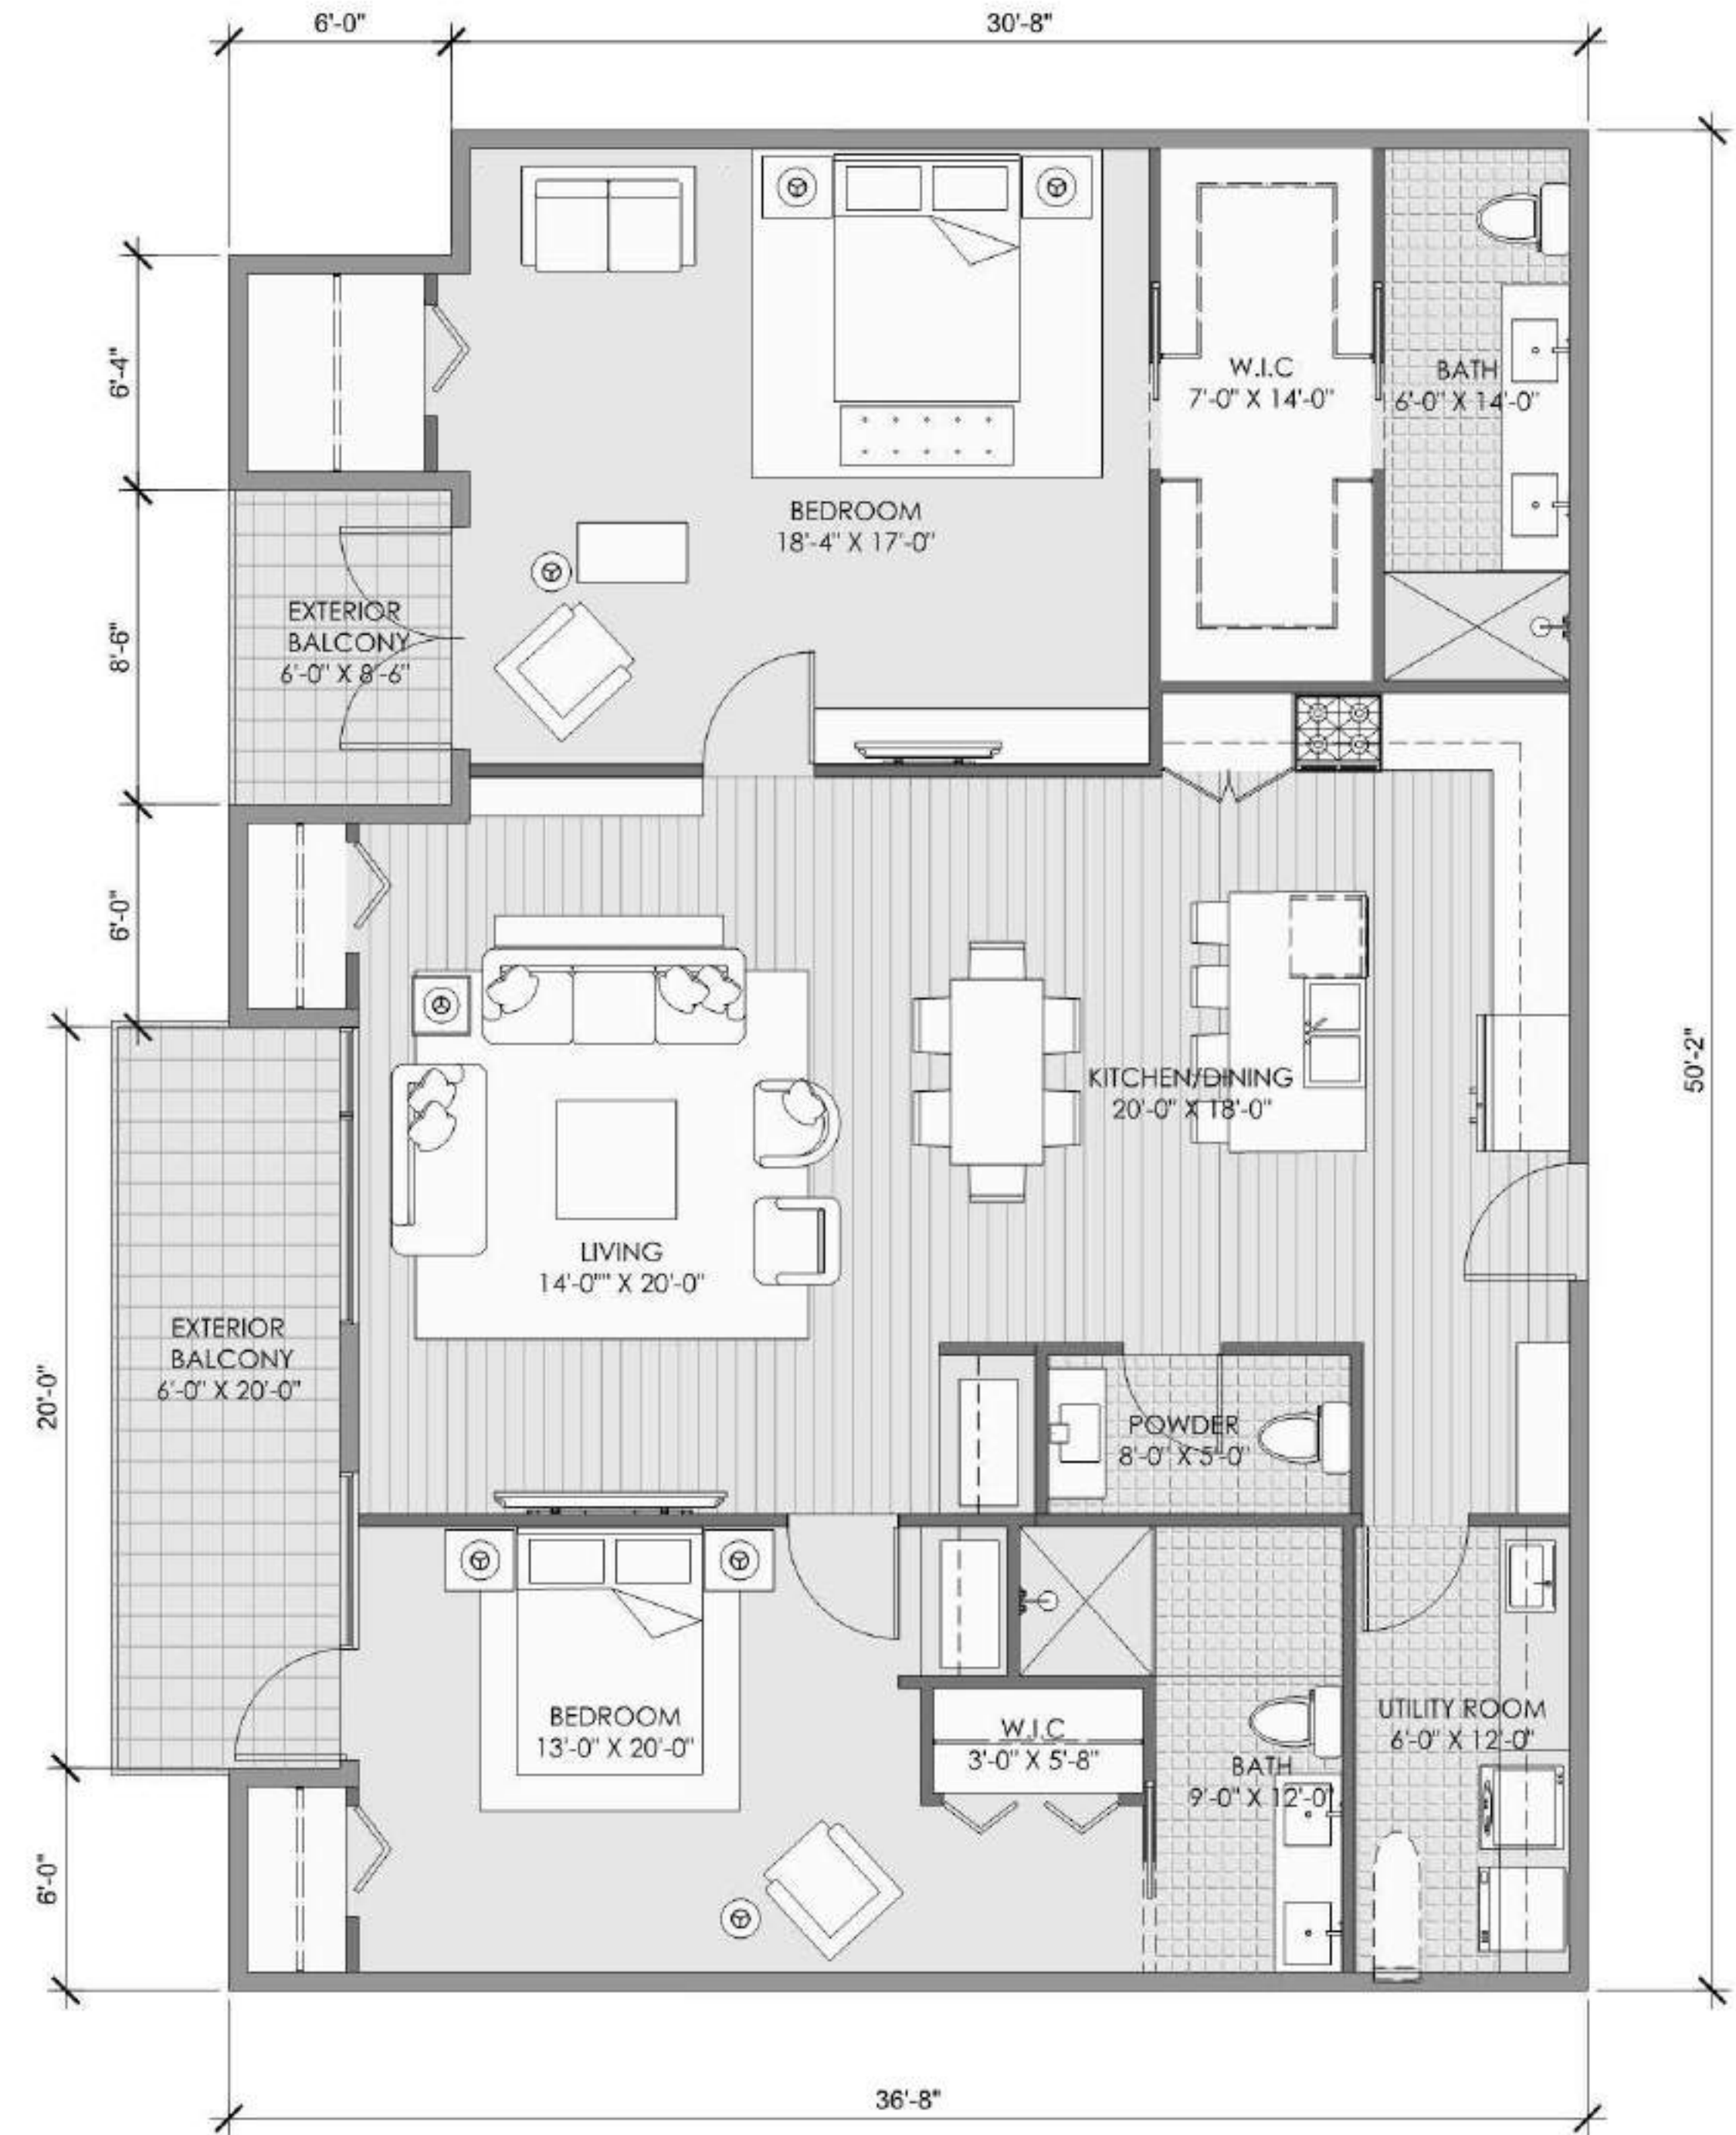 6'-0"
30'-8"
6'-4"
W.I.C
7'-0" X 14'-0"
BATH
6'-0" X 14'-0"
BEDROOM
18'-4" X 17'-0"
EXTERIOR
BALCONY
6'-0" X 8'-6"
8'-6"
6'-0"
50'-2"
KITCHEN/DINING
20'-0" X 18'-0"
LIVING
14'-0"" X 20'-0"
EXTERIOR
BALCONY
6'-0" X 20'-0"
20'-0"
POWDER
8'-0" X 5'-0"
BEDROOM
13'-0" X 20'-0"
W.I.C
3'-0" X 5'-8"
BATH
9'-0" X 12'-0"
UTILITY ROOM
6'-0" X 12'-0"
6'-0"
36'-8"